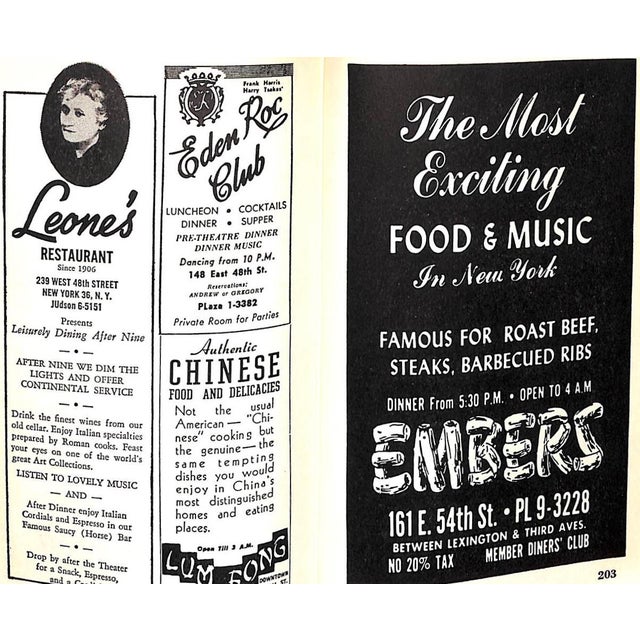 Leone's
RESTAURANT
Since 1906
239 WEST 48th STREET
NEW YORK 36, N. Y.
JUdson 6-5151
Presents
Leisurely Dining After Nine
AFTER NINE WE DIM THE
LIGHTS AND OFFER
CONTINENTAL SERVICE
Drink the finest wines from our
old cellar. Enjoy Italian specialties
prepared by Roman cooks. Feast
your eyes on one of the world's
great Art Collections.
LISTEN TO LOVELY MUSIC
— AND —
After Dinner enjoy Italian
Cordials and Espresso in our
Famous Saucy (Horse) Bar
Drop by after the Theater
for a Snack, Espresso,
and a
Frank Harris
Harry Tsakas'
Eden Roc
Club
LUNCHEON • COCKTAILS
DINNER • SUPPER
PRE-THEATRE DINNER
DINNER MUSIC
Dancing from 10 P.M.
148 East 48th St.
Reservations:
ANDREW or GREGORY
Plaza 1-3382
Private Room for Parties
Authentic
CHINESE
FOOD AND DELICACIES
Not the usual
American — "Chi-
nese" cooking but
the genuine—the
same tempting
dishes you would
enjoy in China's
most distinguished
homes and eating
places.
Open Till 3 A.M.
LUM FONG
DOWNTOWN
The Most
Exciting
FOOD & MUSIC
In New York
FAMOUS FOR ROAST BEEF,
STEAKS, BARBECUED RIBS
DINNER From 5:30 P.M. • OPEN TO 4 A.M
EMBERS
161 E. 54th St. • PL 9-3228
BETWEEN LEXINGTON & THIRD AVES.
NO 20% TAX MEMBER DINERS' CLUB
203